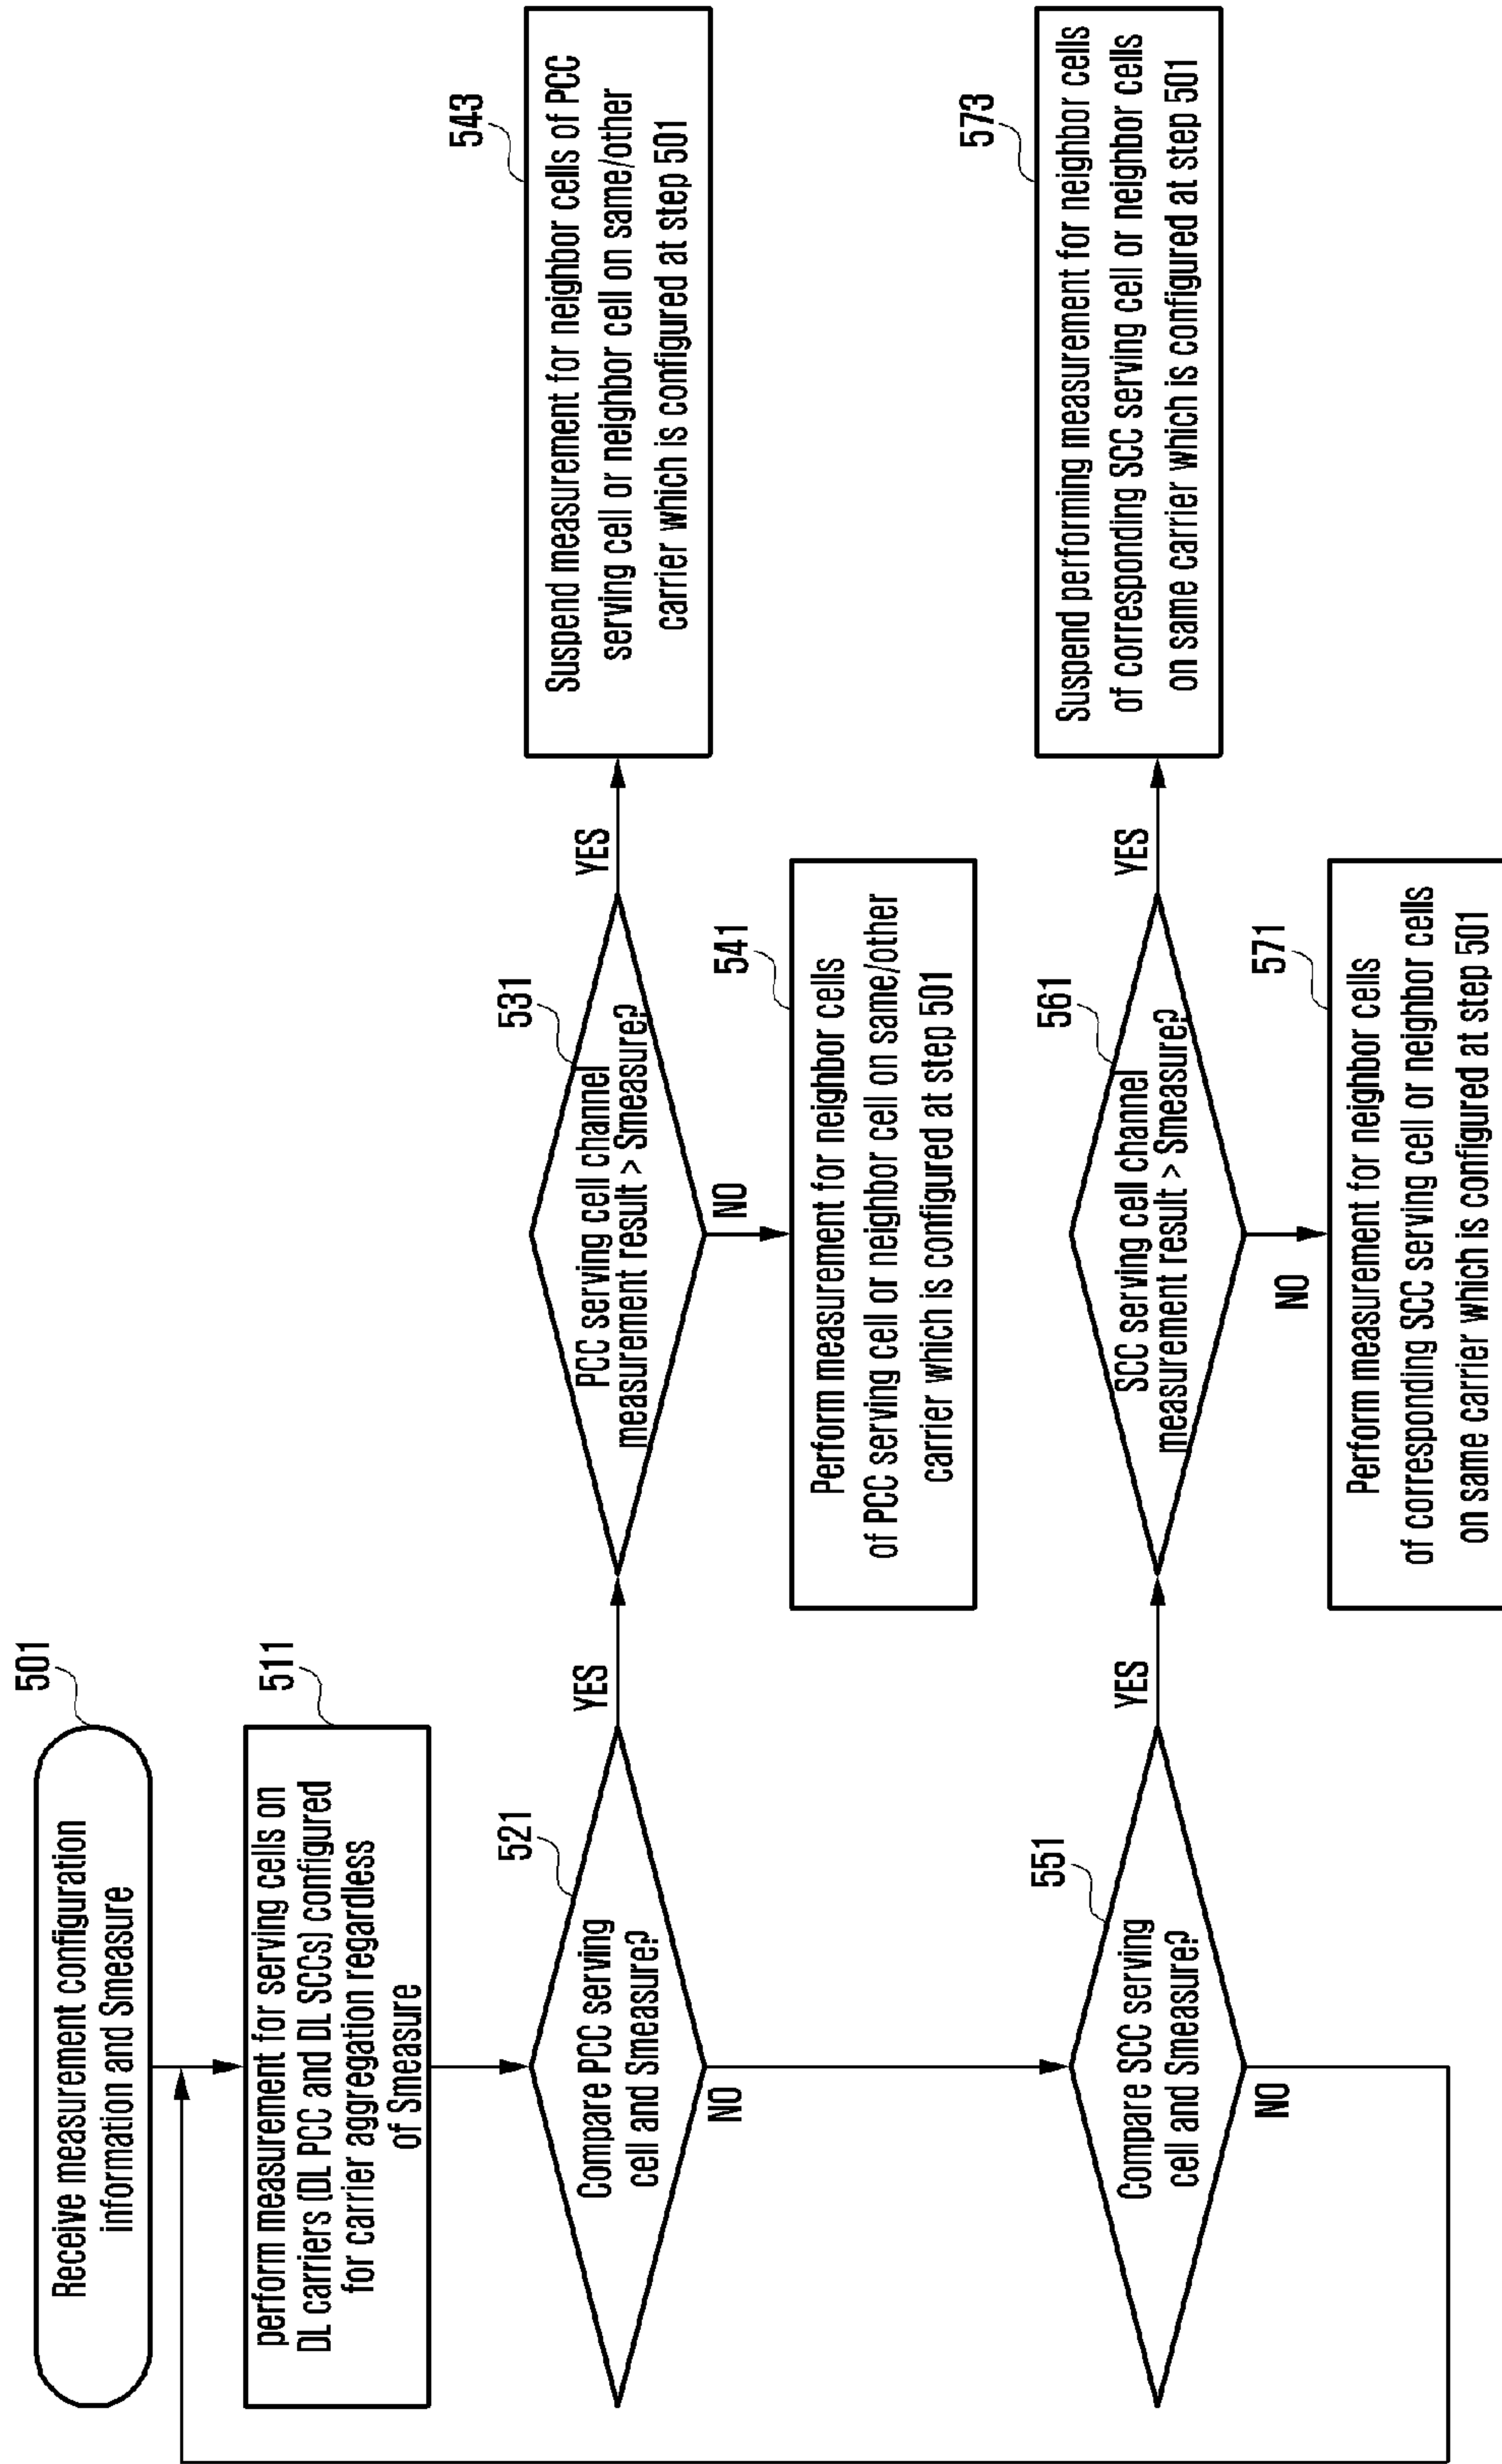 501
Receive measurement configuration
information and Smeasure
511
perform measurement for serving cells on
DL carriers (DL PCC and DL SCCs) configured
for carrier aggregation regardless
of Smeasure
521
Compare PCC serving
cell and Smeasure?
YES
NO
531
PCC serving cell channel
measurement result > Smeasure?
YES
NO
543
Suspend measurement for neighbor cells of PCC
serving cell or neighbor cell on same/other
carrier which is configured at step 501
541
Perform measurement for neighbor cells
of PCC serving cell or neighbor cell on same/other
carrier which is configured at step 501
551
Compare SCC serving
cell and Smeasure?
YES
NO
561
SCC serving cell channel
measurement result > Smeasure?
YES
NO
573
Suspend performing measurement for neighbor cells
of corresponding SCC serving cell or neighbor cells
on same carrier which is configured at step 501
571
Perform measurement for neighbor cells
of corresponding SCC serving cell or neighbor cells
on same carrier which is configured at step 501